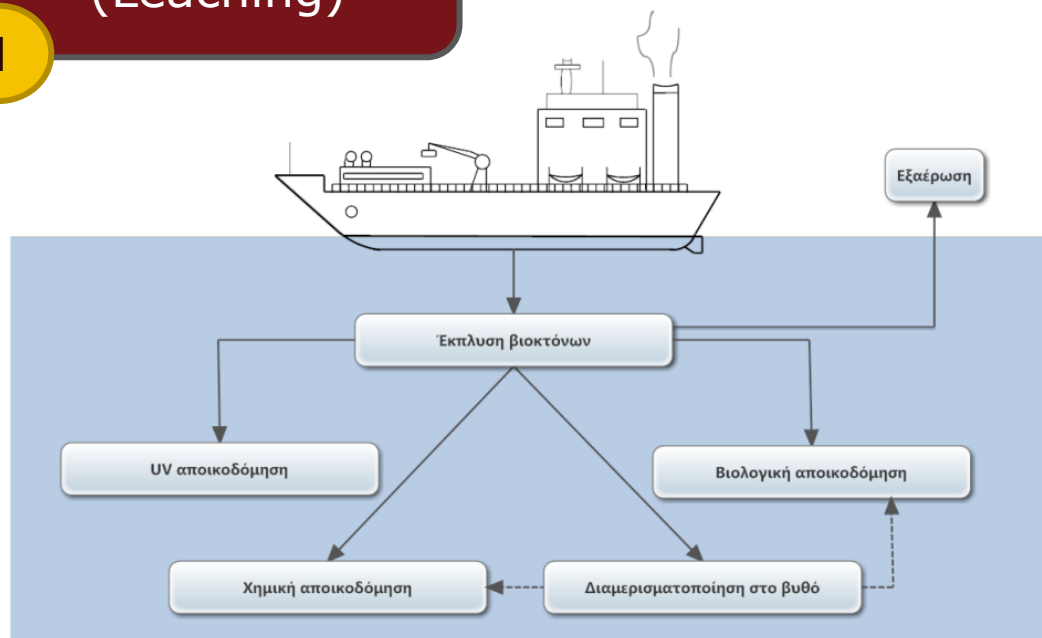 (Leaching)
Εξαέρωση
Έκπλυση βιοκτόνων
UV αποικοδόμηση
Βιολογική αποικοδόμηση
Χημική αποικοδόμηση
Διαμερισματοποίηση στο βυθό